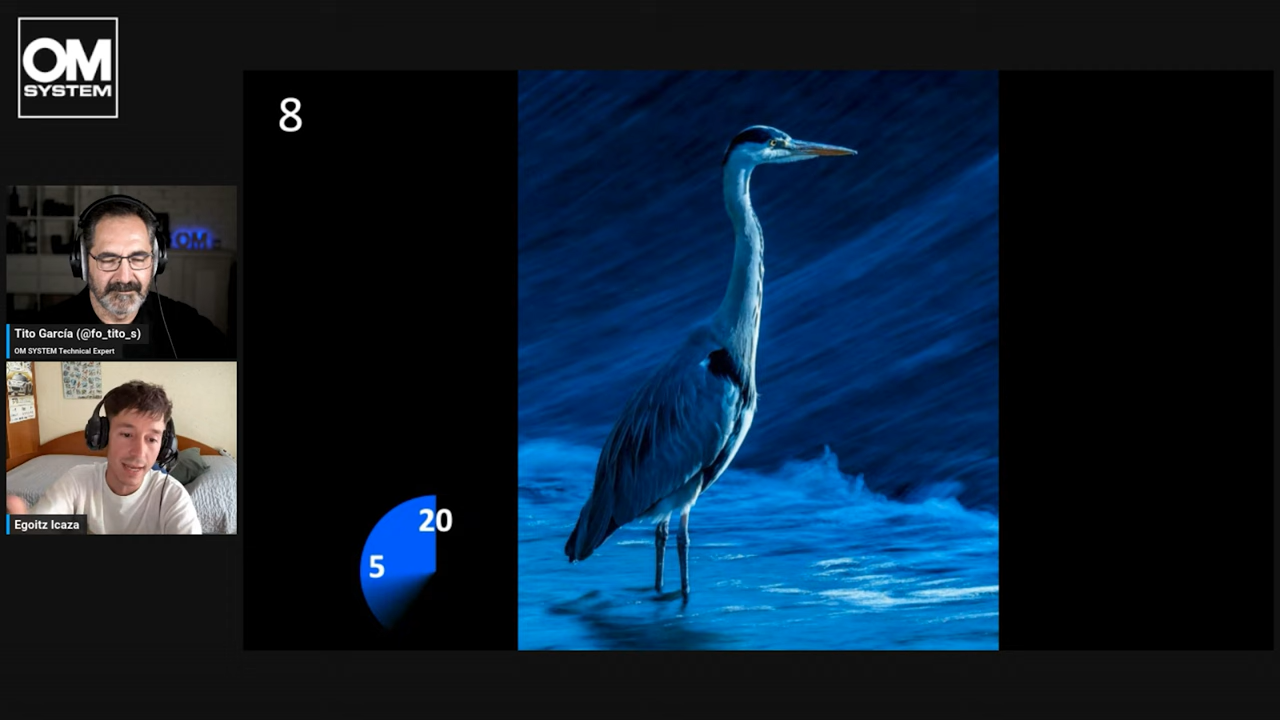 OM
SYSTEM
8
OM
Tito García (@fo_tito_s)
OM SYSTEM Technical Expert
Egoitz Icaza
20
5